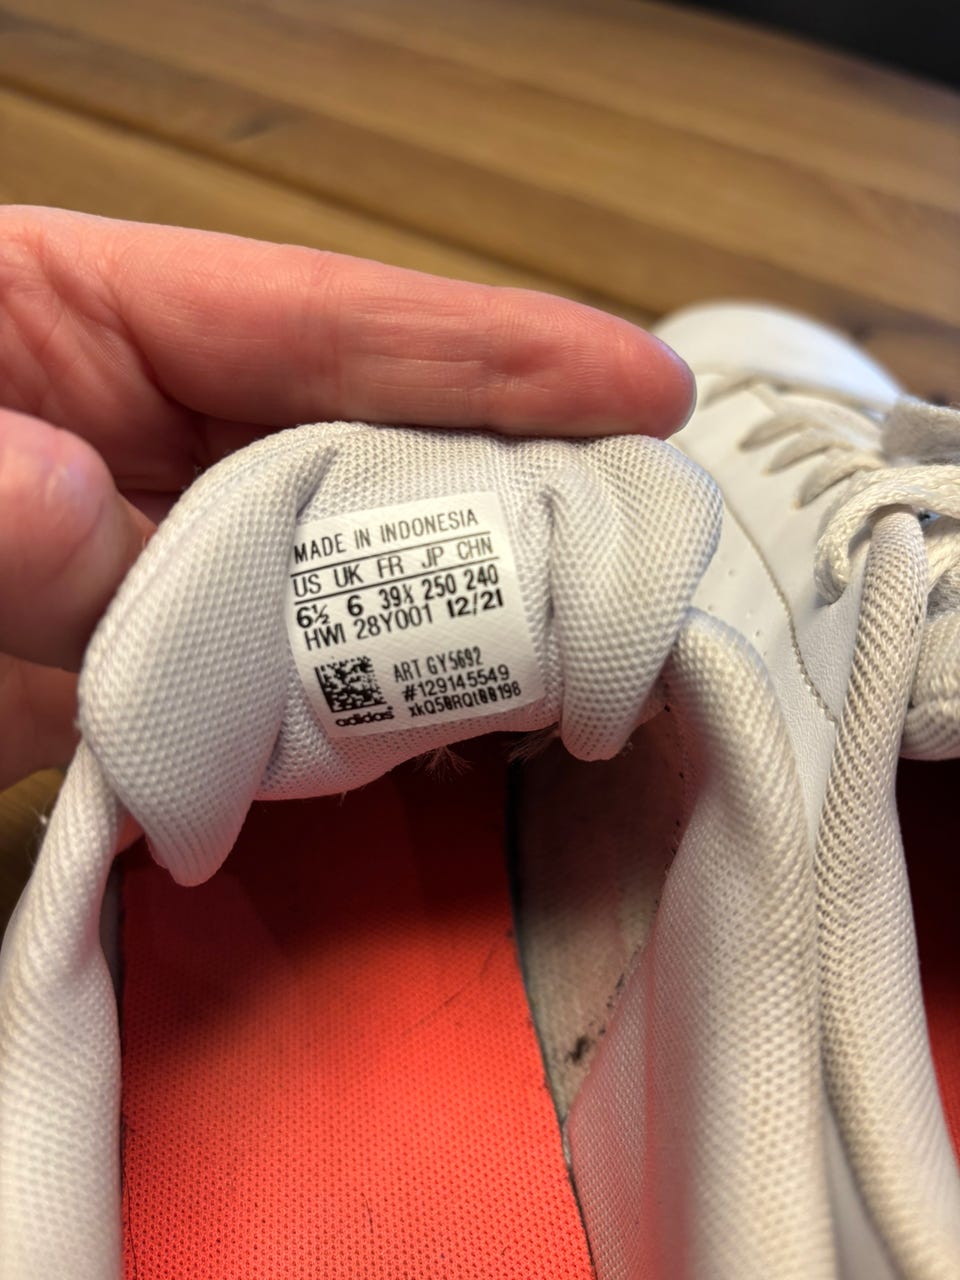 MADE IN INDONESIA
US UK FR JP CHN
6½ 6 39⅓ 250 240
HWI 28Y001 12/21
ART GY5692
#129145549
adidas